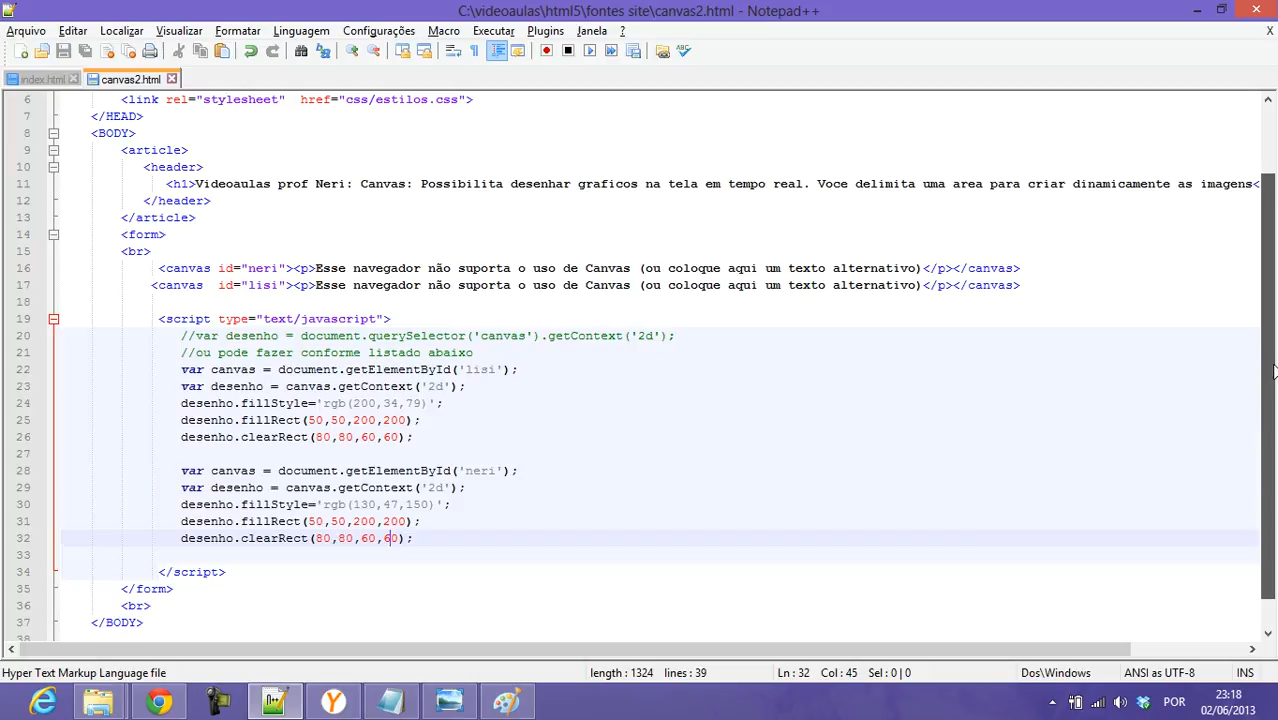 C:\videoaulas\html5\fontes site\canvas2.html - Notepad++
Arquivo Editar Localizar Visualizar Formatar Linguagem Configurações Macro Executar Plugins Janela ? X
index.html canvas2.html
6 <link rel="stylesheet" href="css/estilos.css">
7 </HEAD>
8 <BODY>
9 <article>
10 <header>
11 <h1>Videoaulas prof Neri: Canvas: Possibilita desenhar graficos na tela em tempo real. Voce delimita uma area para criar dinamicamente as imagens<
12 </header>
13 </article>
14 <form>
15 <br>
16 <canvas id="neri"><p>Esse navegador não suporta o uso de Canvas (ou coloque aqui um texto alternativo)</p></canvas>
17 <canvas id="lisi"><p>Esse navegador não suporta o uso de Canvas (ou coloque aqui um texto alternativo)</p></canvas>
18
19 <script type="text/javascript">
20 //var desenho = document.querySelector('canvas').getContext('2d');
21 //ou pode fazer conforme listado abaixo
22 var canvas = document.getElementById('lisi');
23 var desenho = canvas.getContext('2d');
24 desenho.fillStyle='rgb(200,34,79)';
25 desenho.fillRect(50,50,200,200);
26 desenho.clearRect(80,80,60,60);
27
28 var canvas = document.getElementById('neri');
29 var desenho = canvas.getContext('2d');
30 desenho.fillStyle='rgb(130,47,150)';
31 desenho.fillRect(50,50,200,200);
32 desenho.clearRect(80,80,60,60);
33
34 </script>
35 </form>
36 <br>
37 </BODY>
38
Hyper Text Markup Language file length : 1324 lines : 39 Ln : 32 Col : 45 Sel : 0 | 0 Dos\Windows ANSI as UTF-8 INS
POR 23:18
02/06/2013